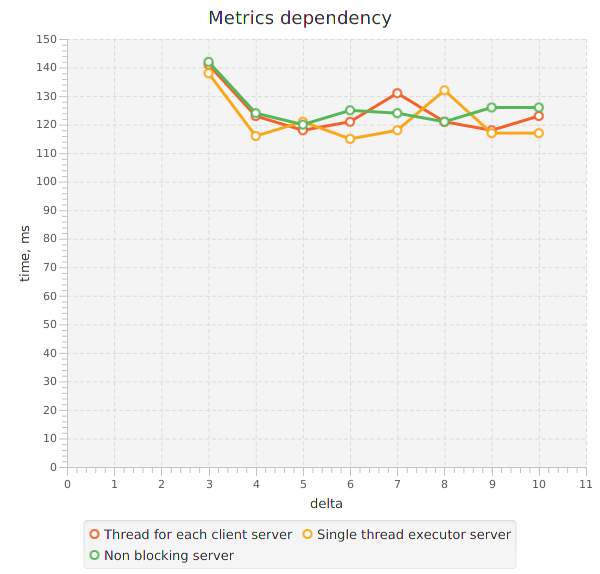 Metrics dependency
150
140
130
120
110
100
90
80
70
60
50
40
30
20
10
0
time, ms
0 1 2 3 4 5 6 7 8 9 10 11
delta
Thread for each client server Single thread executor server
Non blocking server